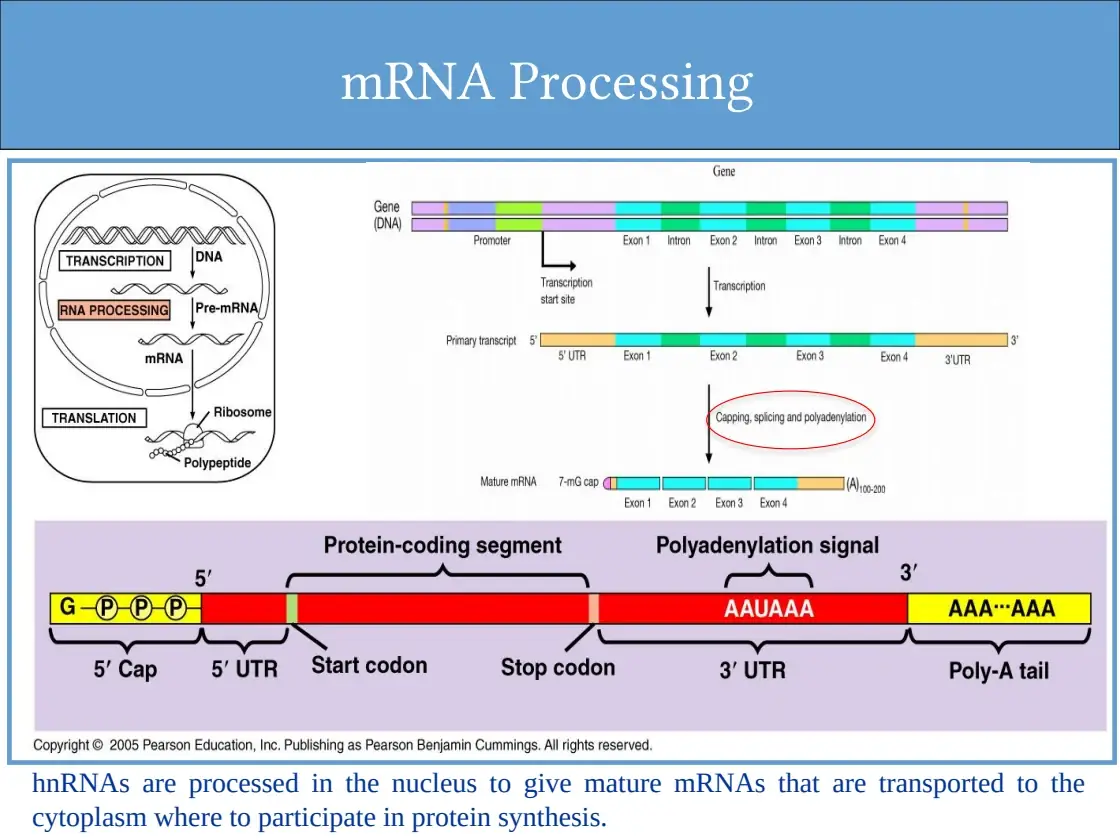 mRNA Processing
TRANSCRIPTION
DNA
RNA PROCESSING
Pre-mRNA
mRNA
TRANSLATION
Ribosome
Polypeptide
Gene
Gene
(DNA)
Promoter
Exon 1 Intron Exon 2 Intron Exon 3 Intron Exon 4
Transcription
start site
Transcription
Primary transcript 5' 3'
5' UTR Exon 1 Exon 2 Exon 3 Exon 4 3'UTR
Capping, splicing and polyadenylation
Mature mRNA 7-mG cap (A)100-200
Exon 1 Exon 2 Exon 3 Exon 4
Protein-coding segment Polyadenylation signal
5′ 3′
G P P P AAUAAA AAA···AAA
5′ Cap 5′ UTR Start codon Stop codon 3′ UTR Poly-A tail
Copyright © 2005 Pearson Education, Inc. Publishing as Pearson Benjamin Cummings. All rights reserved.
hnRNAs are processed in the nucleus to give mature mRNAs that are transported to the
cytoplasm where to participate in protein synthesis.